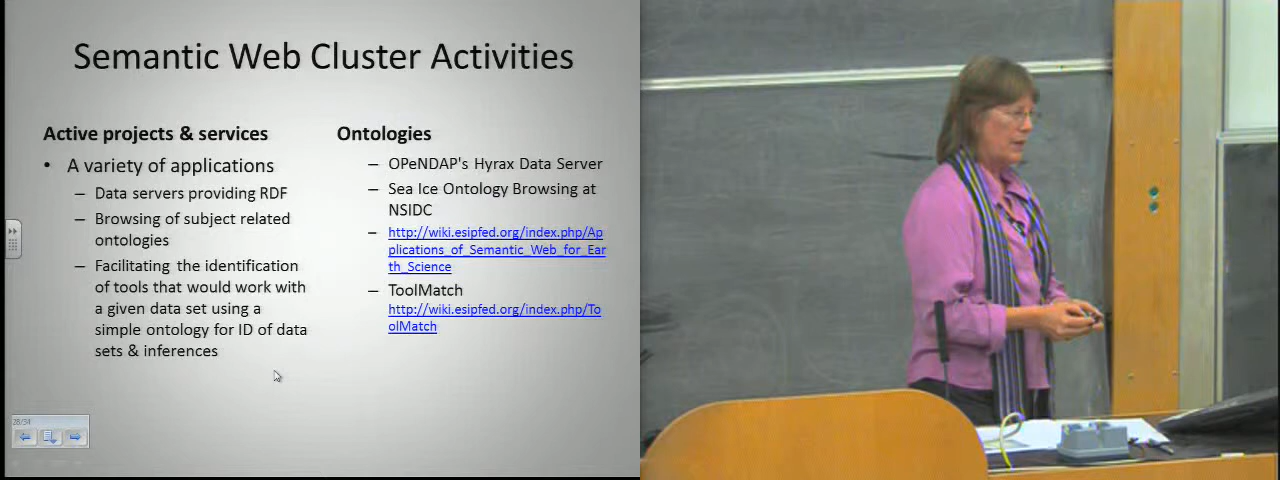 Semantic Web Cluster Activities
Active projects & services
• A variety of applications
– Data servers providing RDF
– Browsing of subject related
ontologies
– Facilitating the identification
of tools that would work with
a given data set using a
simple ontology for ID of data
sets & inferences
Ontologies
– OPeNDAP's Hyrax Data Server
– Sea Ice Ontology Browsing at
NSIDC
– http://wiki.esipfed.org/index.php/Ap
plications_of_Semantic_Web_for_Ear
th_Science
– ToolMatch
http://wiki.esipfed.org/index.php/To
olMatch
28/34